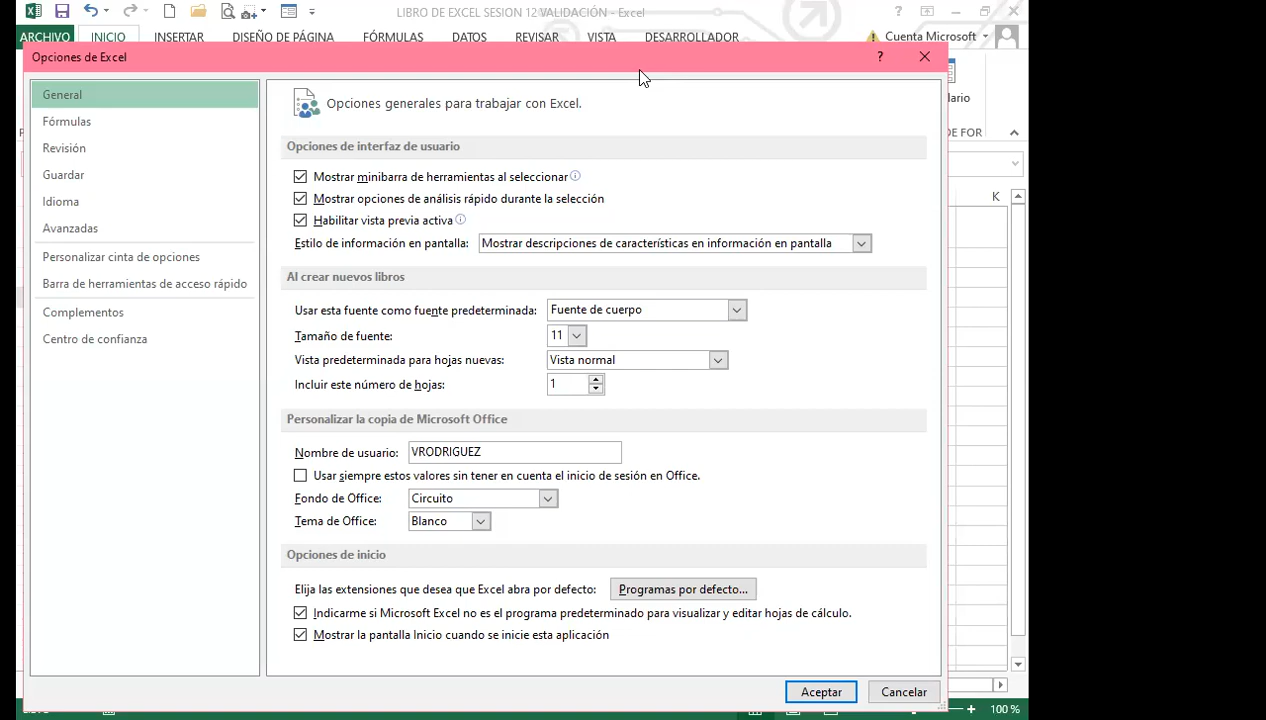 LIBRO DE EXCEL SESION 12 VALIDACIÓN - Excel
ARCHIVO INICIO INSERTAR DISEÑO DE PÁGINA FÓRMULAS DATOS REVISAR VISTA DESARROLLADOR Cuenta Microsoft
Opciones de Excel
General
Fórmulas
Revisión
Guardar
Idioma
Avanzadas
Personalizar cinta de opciones
Barra de herramientas de acceso rápido
Complementos
Centro de confianza
Opciones generales para trabajar con Excel.
Opciones de interfaz de usuario
Mostrar minibarra de herramientas al seleccionar
Mostrar opciones de análisis rápido durante la selección
Habilitar vista previa activa
Estilo de información en pantalla: Mostrar descripciones de características en información en pantalla
Al crear nuevos libros
Usar esta fuente como fuente predeterminada: Fuente de cuerpo
Tamaño de fuente: 11
Vista predeterminada para hojas nuevas: Vista normal
Incluir este número de hojas: 1
Personalizar la copia de Microsoft Office
Nombre de usuario: VRODRIGUEZ
Usar siempre estos valores sin tener en cuenta el inicio de sesión en Office.
Fondo de Office: Circuito
Tema de Office: Blanco
Opciones de inicio
Elija las extensiones que desea que Excel abra por defecto: Programas por defecto...
Indicarme si Microsoft Excel no es el programa predeterminado para visualizar y editar hojas de cálculo.
Mostrar la pantalla Inicio cuando se inicie esta aplicación
Aceptar Cancelar
lario
DE FOR
K
100 %